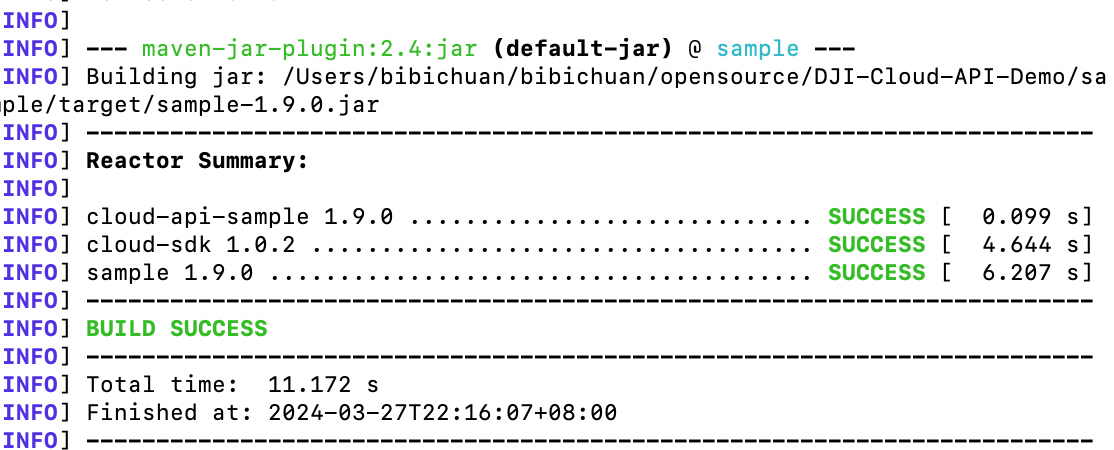 INFO]
INFO] --- maven-jar-plugin:2.4:jar (default-jar) @ sample ---
INFO] Building jar: /Users/bibichuan/bibichuan/opensource/DJI-Cloud-API-Demo/sa
mple/target/sample-1.9.0.jar
INFO] ------------------------------------------------------------------------
INFO] Reactor Summary:
INFO]
INFO] cloud-api-sample 1.9.0 ............................. SUCCESS [  0.099 s]
INFO] cloud-sdk 1.0.2 .................................... SUCCESS [  4.644 s]
INFO] sample 1.9.0 ....................................... SUCCESS [  6.207 s]
INFO] ------------------------------------------------------------------------
INFO] BUILD SUCCESS
INFO] ------------------------------------------------------------------------
INFO] Total time:  11.172 s
INFO] Finished at: 2024-03-27T22:16:07+08:00
INFO] ------------------------------------------------------------------------